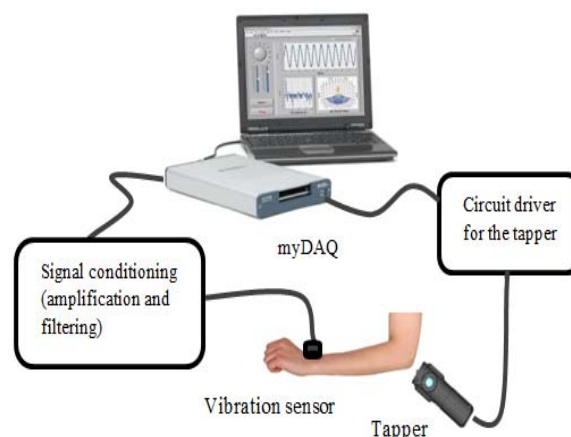 Circuit driver
for the tapper
myDAQ
Signal conditioning
(amplification and
filtering)
Vibration sensor
Tapper